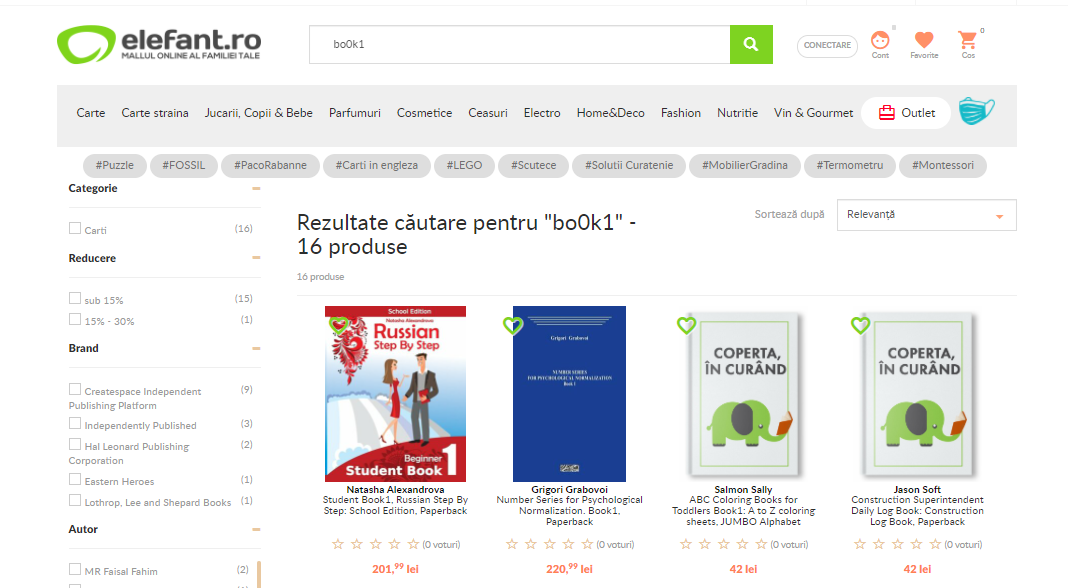 elefant.ro
MALLUL ONLINE AL FAMILIEI TALE
bo0k1
CONECTARE
0
Cont
Favorite
0
Cos
Carte Carte straina Jucarii, Copii & Bebe Parfumuri Cosmetice Ceasuri Electro Home&Deco Fashion Nutritie Vin & Gourmet Outlet
#Puzzle #FOSSIL #PacoRabanne #Carti in engleza #LEGO #Scutece #Solutii Curatenie #MobilierGradina #Termometru #Montessori
Categorie
Carti (16)
Reducere
sub 15% (15)
15% - 30% (1)
Brand
Creetespace Independent (9)
Publishing Platform
Independently Published (3)
Hal Leonard Publishing (2)
Corporation
Eastern Heroes (1)
Lothrop, Lee and Shepard Books (1)
Autor
MR Faisal Fahim (2)
Rezultate căutare pentru "bo0k1" -
16 produse
16 produse
Sortează după
Relevanță
School Edition
Natasha Alexandrova
Russian
Step By Step
Beginner
Student Book 1
Natasha Alexandrova
Student Book1, Russian Step By
Step: School Edition, Paperback
(0 voturi)
201,99 lei
Grigori Grabovoi
NUMBER SERIES
FOR PSYCHOLOGICAL NORMALIZATION
Book 1
Grigori Grabovoi
Number Series for Psychological
Normalization. Book1,
Paperback
(0 voturi)
220,99 lei
COPERTA,
ÎN CURÂND
Salmon Sally
ABC Coloring Books for
Toddlers Book1: A to Z coloring
sheets, JUMBO Alphabet
(0 voturi)
42 lei
COPERTA,
ÎN CURÂND
Jason Soft
Construction Superintendent
Daily Log Book: Construction
Log Book, Paperback
(0 voturi)
42 lei